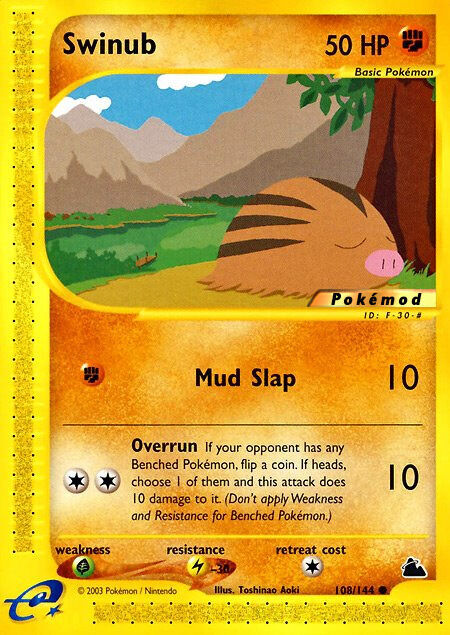 Swinub 50 HP
Basic Pokémon
Pokémod
ID: F-30-#
Mud Slap 10
Overrun If your opponent has any
Benched Pokémon, flip a coin. If heads,
choose 1 of them and this attack does
10 damage to it. (Don't apply Weakness
and Resistance for Benched Pokémon.)
10
weakness resistance retreat cost
-30
© 2003 Pokémon / Nintendo Illus. Toshinao Aoki 108/144
e